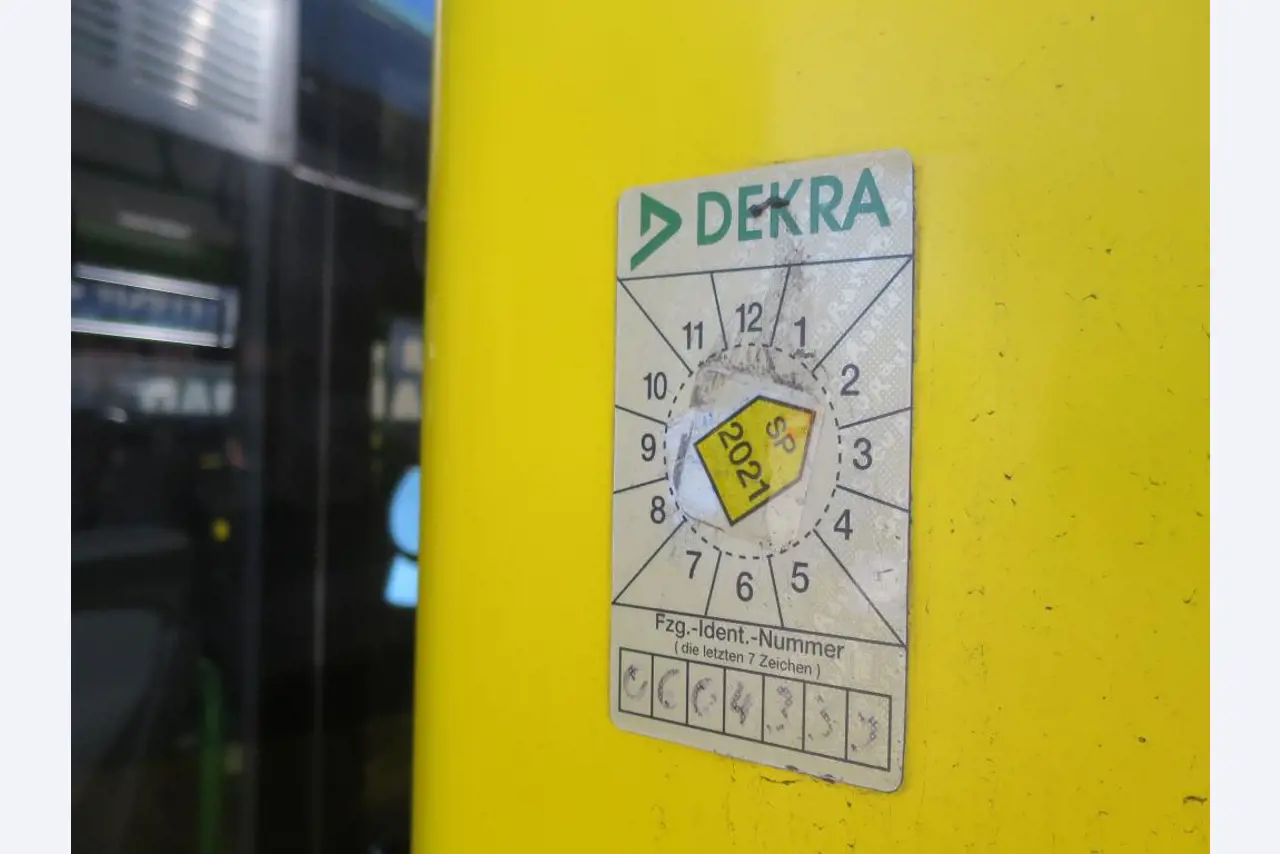 DEKRA
11 12 1
10 2
9 3
8 4
7 6 5
SP
2021
Fzg.-Ident.-Nummer
( die letzten 7 Zeichen )